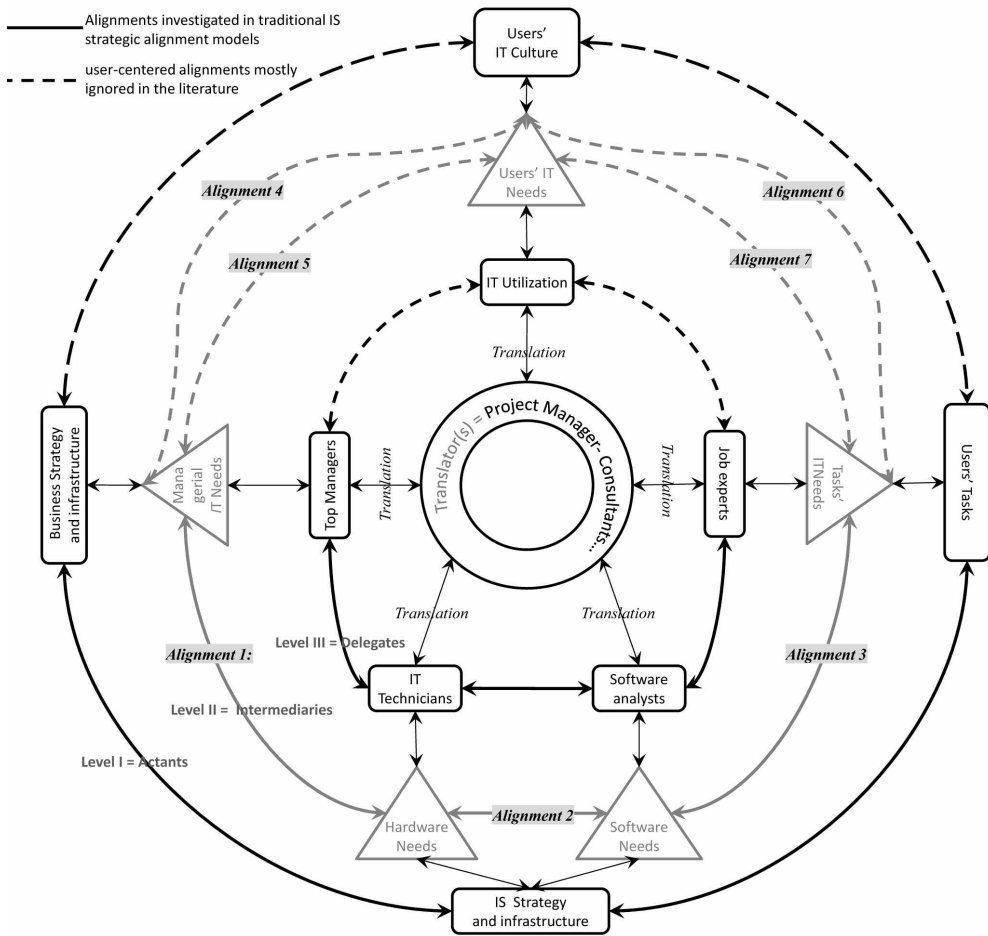 Alignments investigated in traditional IS
strategic alignment models
user-centered alignments mostly
ignored in the literature
Users'
IT Culture
Users' IT
Needs
Alignment 4
Alignment 6
Alignment 5
Alignment 7
IT Utilization
Translation
Translator(s) = Project Manager- Consultants...
Business Strategy
and infrastructure
Mana
gerial
IT Needs
Top Managers
Translation
Translation
Job experts
Tasks'
ITNeeds
Users' Tasks
Translation
Translation
Level III = Delegates
Alignment 1:
Alignment 3
IT
Technicians
Software
analysts
Level II = Intermediaries
Level I = Actants
Alignment 2
Hardware
Needs
Software
Needs
IS Strategy
and infrastructure